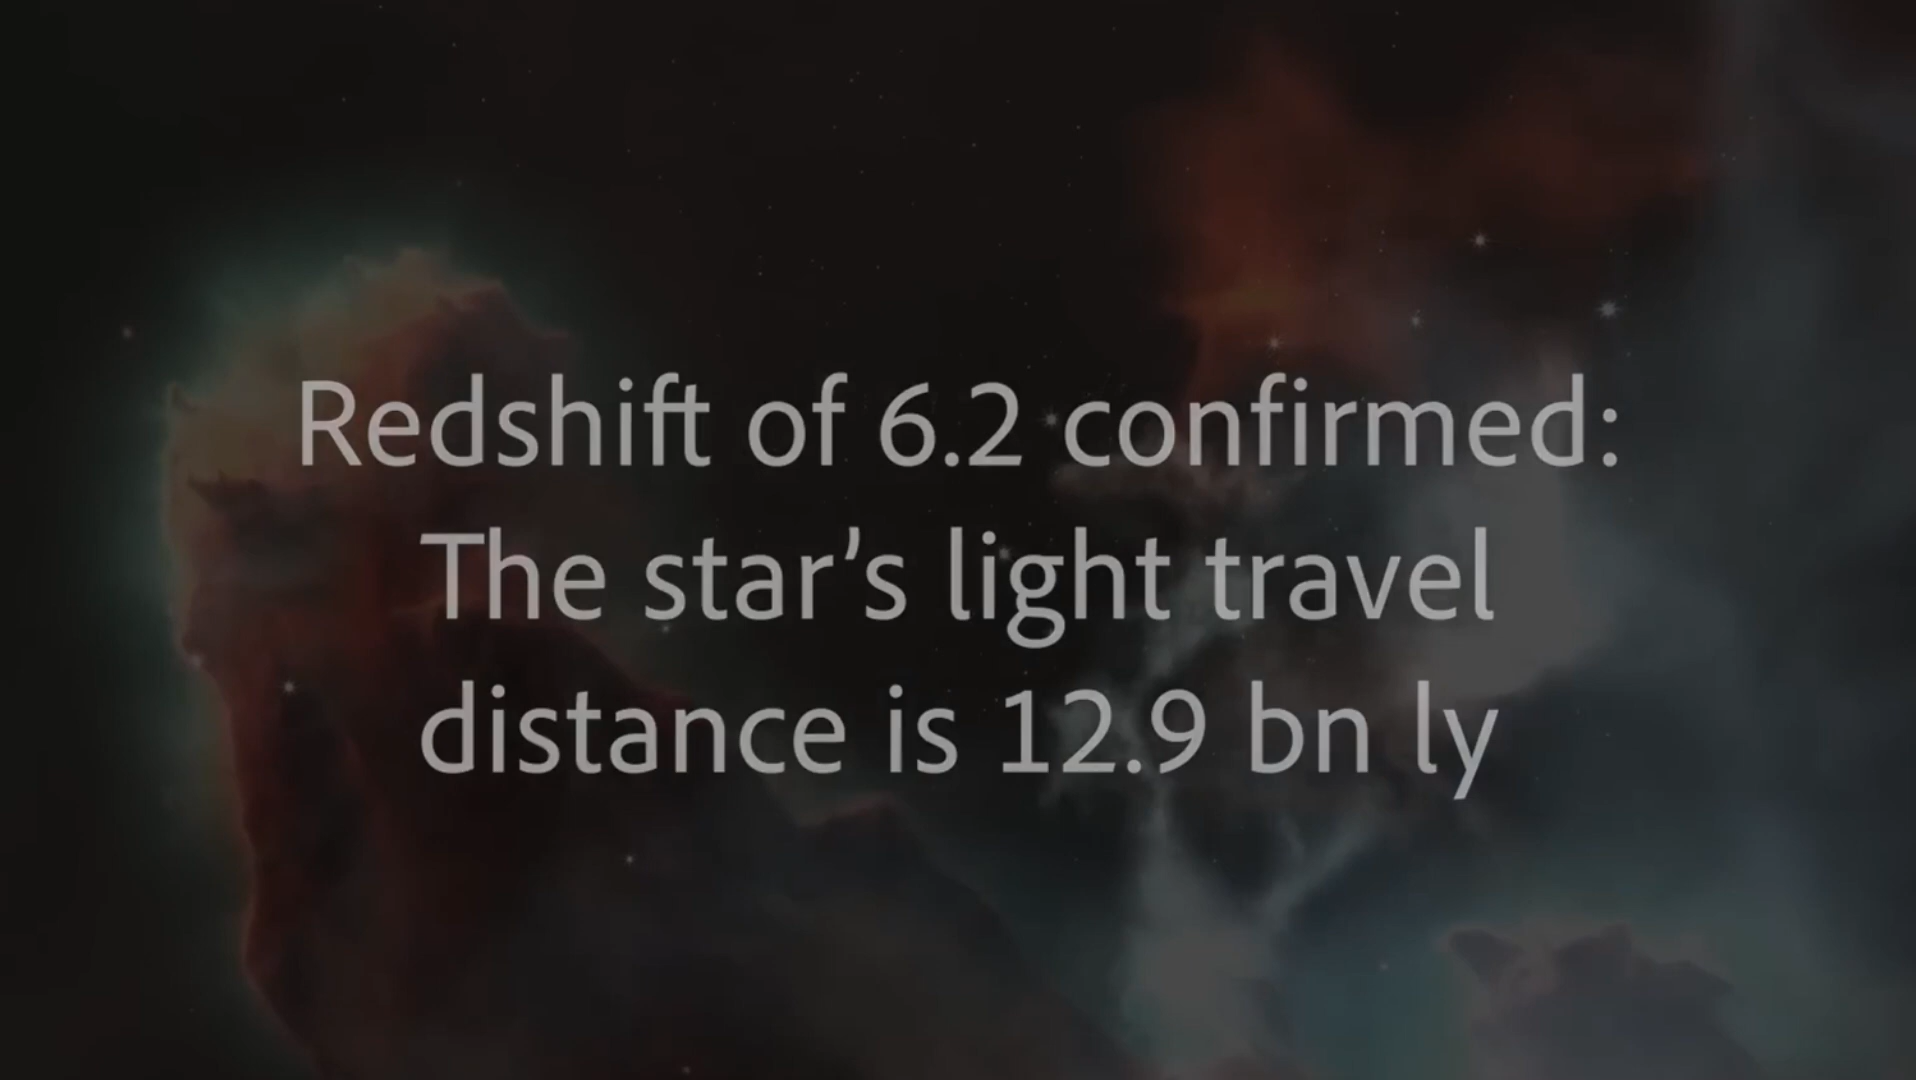 Redshift of 6.2 confirmed:
The star’s light travel
distance is 12.9 bn ly